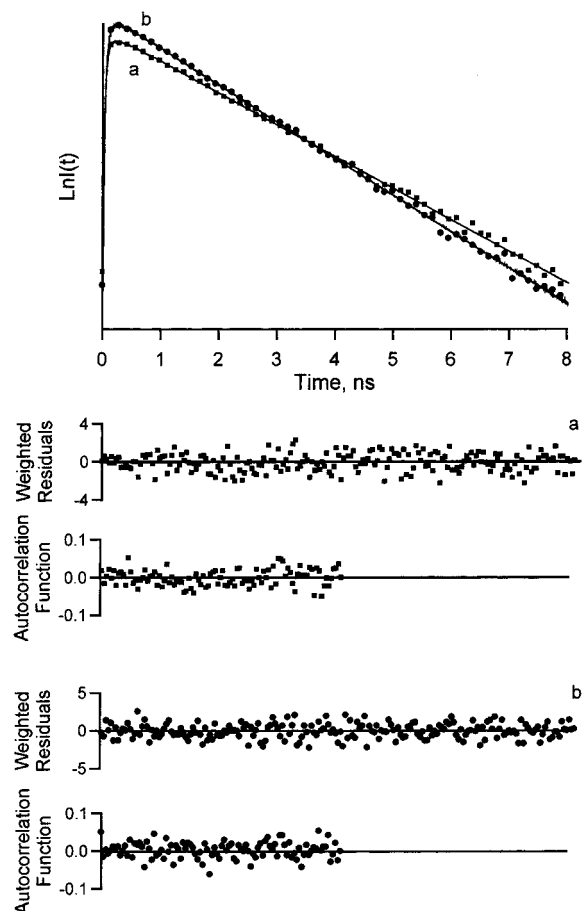 b
a
LnI(t)
0 1 2 3 4 5 6 7 8
Time, ns
a
4
0
-4
Weighted
Residuals
0.1
0.0
-0.1
Autocorrelation
Function
b
5
0
-5
Weighted
Residuals
0.1
0.0
-0.1
Autocorrelation
Function